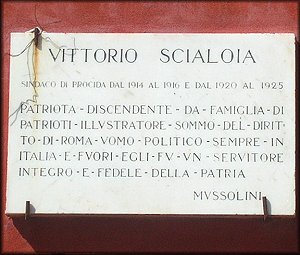 VITTORIO SCIALOIA
SINDACO DI PROCIDA DAL 1914 AL 1916 E DAL 1920 AL 1925
PATRIOTA - DISCENDENTE - DA - FAMIGLIA - DI
PATRIOTI - ILLVSTRATORE - SOMMO - DEL - DIRIT
TO - DI - ROMA - VOMO - POLITICO - SEMPRE - IN
ITALIA - E - FVORI - EGLI - FV - VN - SERVITORE
INTEGRO - E - FEDELE - DELLA - PATRIA
MVSSOLINI